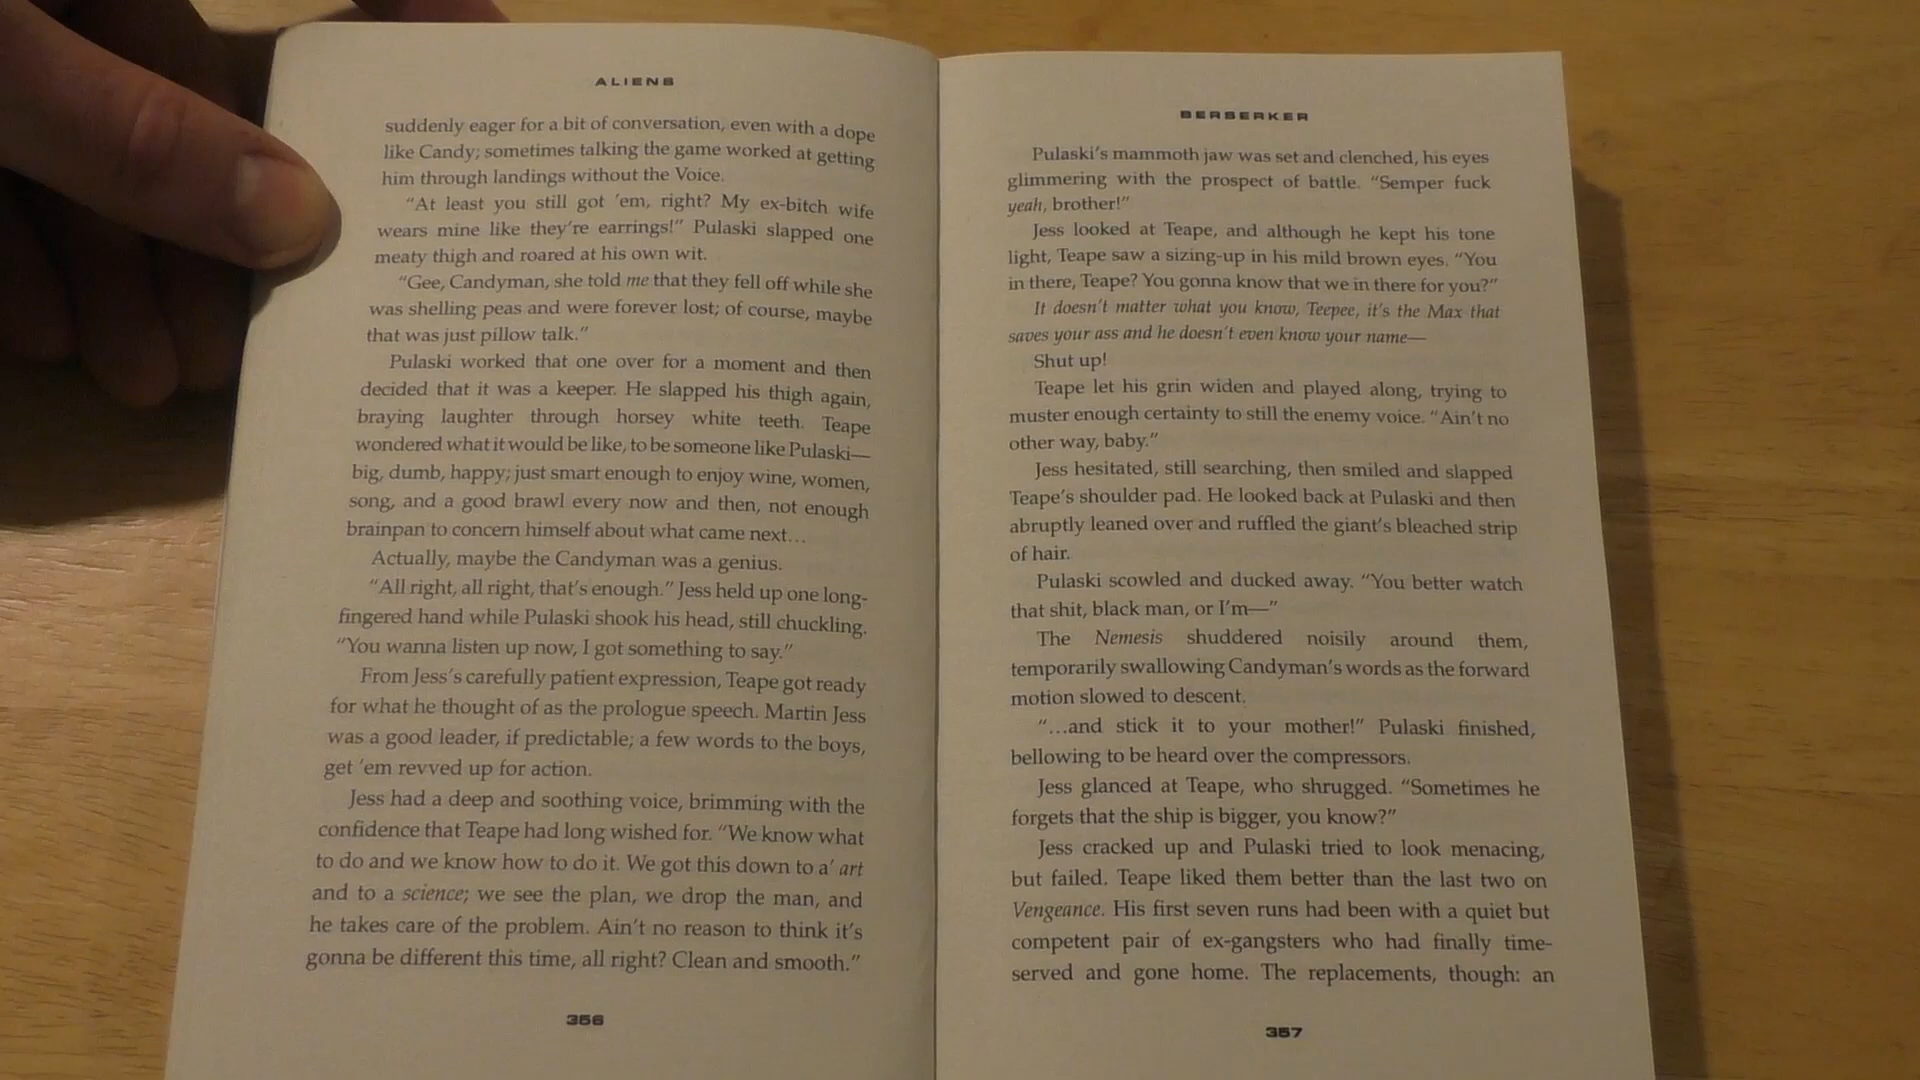 ALIENS
suddenly eager for a bit of conversation, even with a dope
like Candy; sometimes talking the game worked at getting
him through landings without the Voice.
“At least you still got ’em, right? My ex-bitch wife
wears mine like they’re earrings!” Pulaski slapped one
meaty thigh and roared at his own wit.
“Gee, Candyman, she told me that they fell off while she
was shelling peas and were forever lost; of course, maybe
that was just pillow talk.”
Pulaski worked that one over for a moment and then
decided that it was a keeper. He slapped his thigh again,
braying laughter through horsey white teeth. Teape
wondered what it would be like, to be someone like Pulaski—
big, dumb, happy; just smart enough to enjoy wine, women,
song, and a good brawl every now and then, not enough
brainpan to concern himself about what came next…
Actually, maybe the Candyman was a genius.
“All right, all right, that’s enough.” Jess held up one long-
fingered hand while Pulaski shook his head, still chuckling.
“You wanna listen up now, I got something to say.”
From Jess’s carefully patient expression, Teape got ready
for what he thought of as the prologue speech. Martin Jess
was a good leader, if predictable; a few words to the boys,
get ’em revved up for action.
Jess had a deep and soothing voice, brimming with the
confidence that Teape had long wished for. “We know what
to do and we know how to do it. We got this down to a’ art
and to a science; we see the plan, we drop the man, and
he takes care of the problem. Ain’t no reason to think it’s
gonna be different this time, all right? Clean and smooth.”
356
BERSERKER
Pulaski’s mammoth jaw was set and clenched, his eyes
glimmering with the prospect of battle. “Semper fuck
yeah, brother!”
Jess looked at Teape, and although he kept his tone
light, Teape saw a sizing-up in his mild brown eyes. “You
in there, Teape? You gonna know that we in there for you?”
It doesn’t matter what you know, Teepee, it’s the Max that
saves your ass and he doesn’t even know your name—
Shut up!
Teape let his grin widen and played along, trying to
muster enough certainty to still the enemy voice. “Ain’t no
other way, baby.”
Jess hesitated, still searching, then smiled and slapped
Teape’s shoulder pad. He looked back at Pulaski and then
abruptly leaned over and ruffled the giant’s bleached strip
of hair.
Pulaski scowled and ducked away. “You better watch
that shit, black man, or I’m—”
The Nemesis shuddered noisily around them,
temporarily swallowing Candyman’s words as the forward
motion slowed to descent.
“…and stick it to your mother!” Pulaski finished,
bellowing to be heard over the compressors.
Jess glanced at Teape, who shrugged. “Sometimes he
forgets that the ship is bigger, you know?”
Jess cracked up and Pulaski tried to look menacing,
but failed. Teape liked them better than the last two on
Vengeance. His first seven runs had been with a quiet but
competent pair of ex-gangsters who had finally time-
served and gone home. The replacements, though: an
357